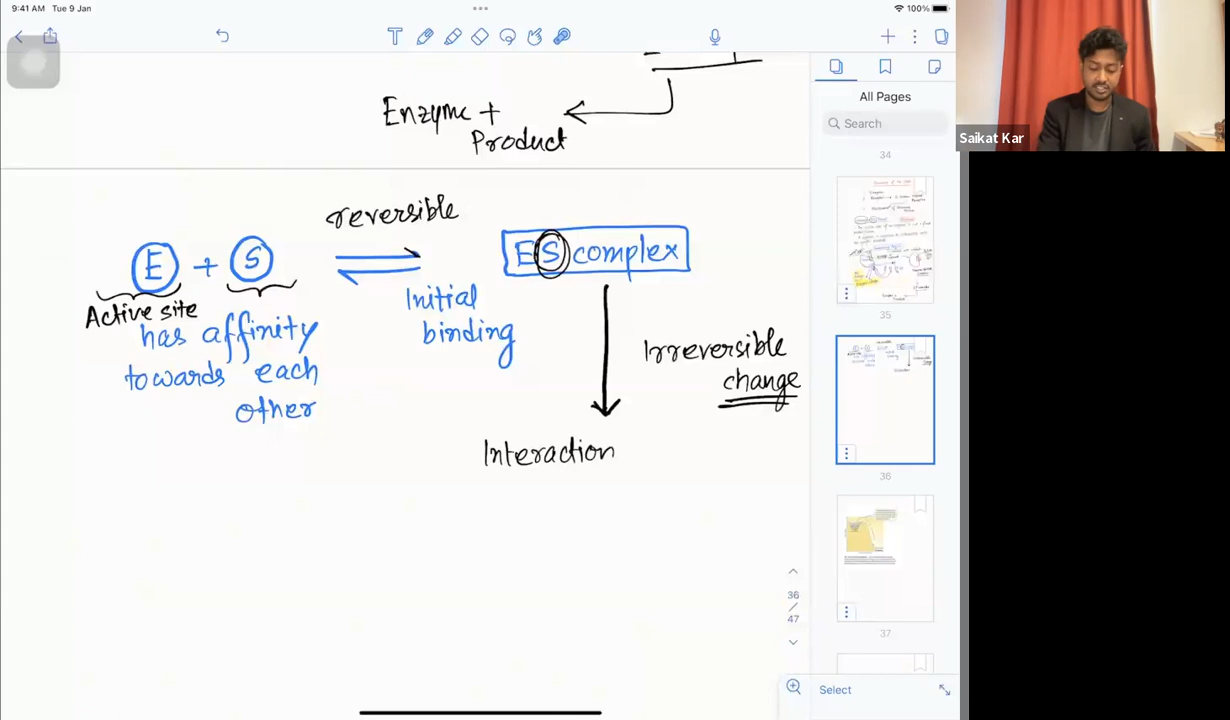 9:41 AM Tue 9 Jan
100%
Enzyme +
Product
reversible
E + S
ES complex
Active site
has affinity
towards each
other
Initial
binding
Irreversible
change
Interaction
36
/
47
All Pages
Search
34
35
36
37
Select
Saikat Kar